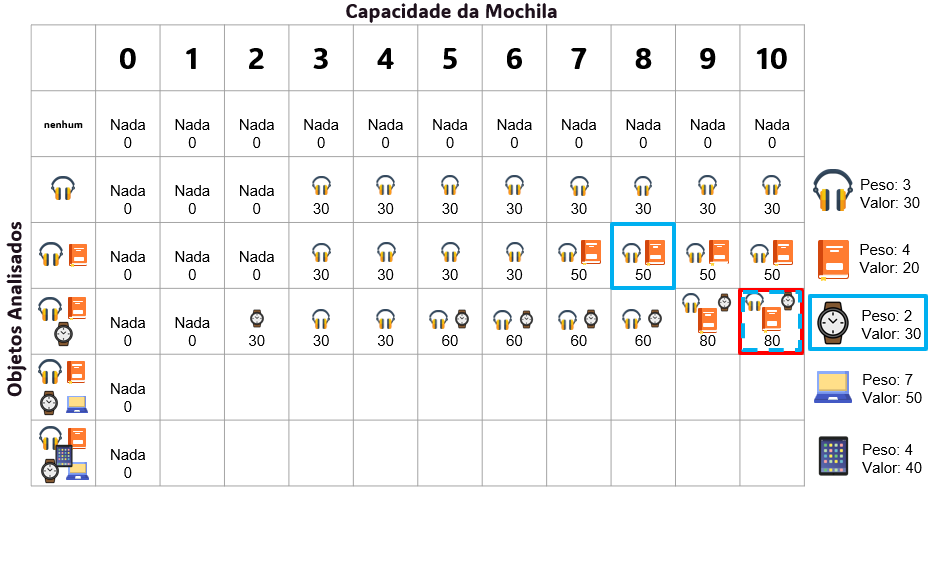 Capacidade da Mochila
0 1 2 3 4 5 6 7 8 9 10
Objetos Analisados
nenhum
Nada Nada Nada Nada Nada Nada Nada Nada Nada Nada Nada
0 0 0 0 0 0 0 0 0 0 0
Nada Nada Nada
0 0 0 30 30 30 30 30 30 30 30
Peso: 3
Valor: 30
Nada Nada Nada
0 0 0 30 30 30 30 50 50 50 50
Peso: 4
Valor: 20
Nada Nada
0 0 30 30 30 60 60 60 60 80 80
Peso: 2
Valor: 30
Nada
0
Peso: 7
Valor: 50
Nada
0
Peso: 4
Valor: 40